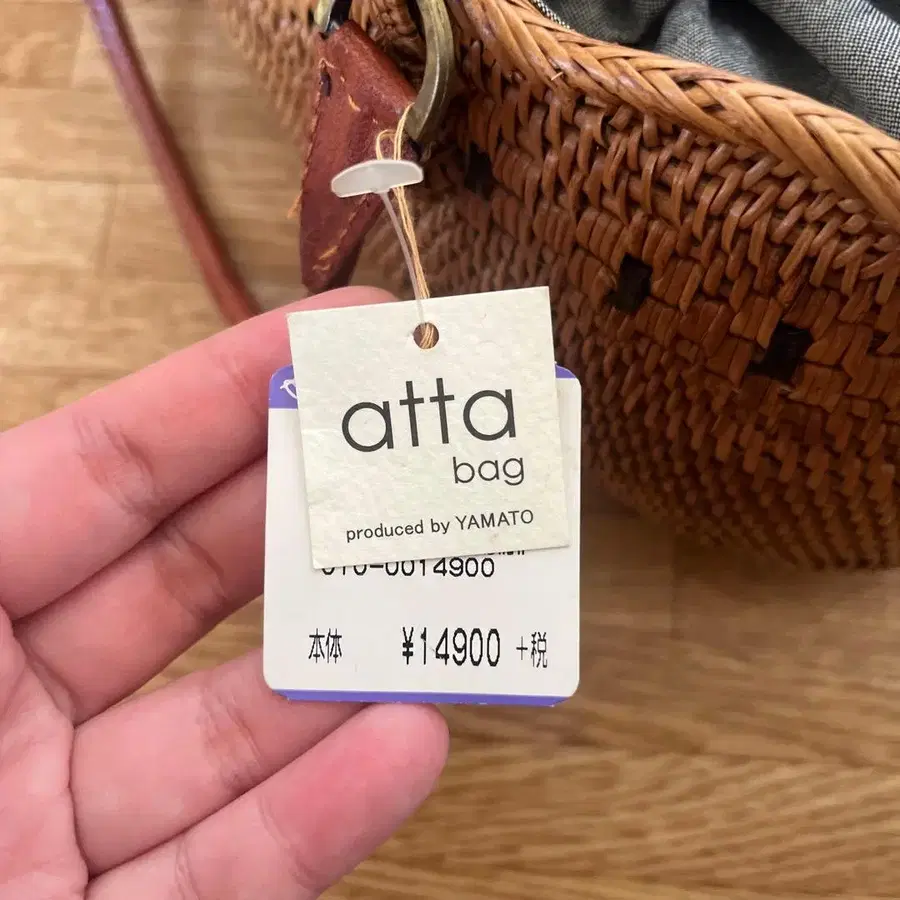 atta
bag
produced by YAMATO
010-0014900
本体 ¥14900 +税